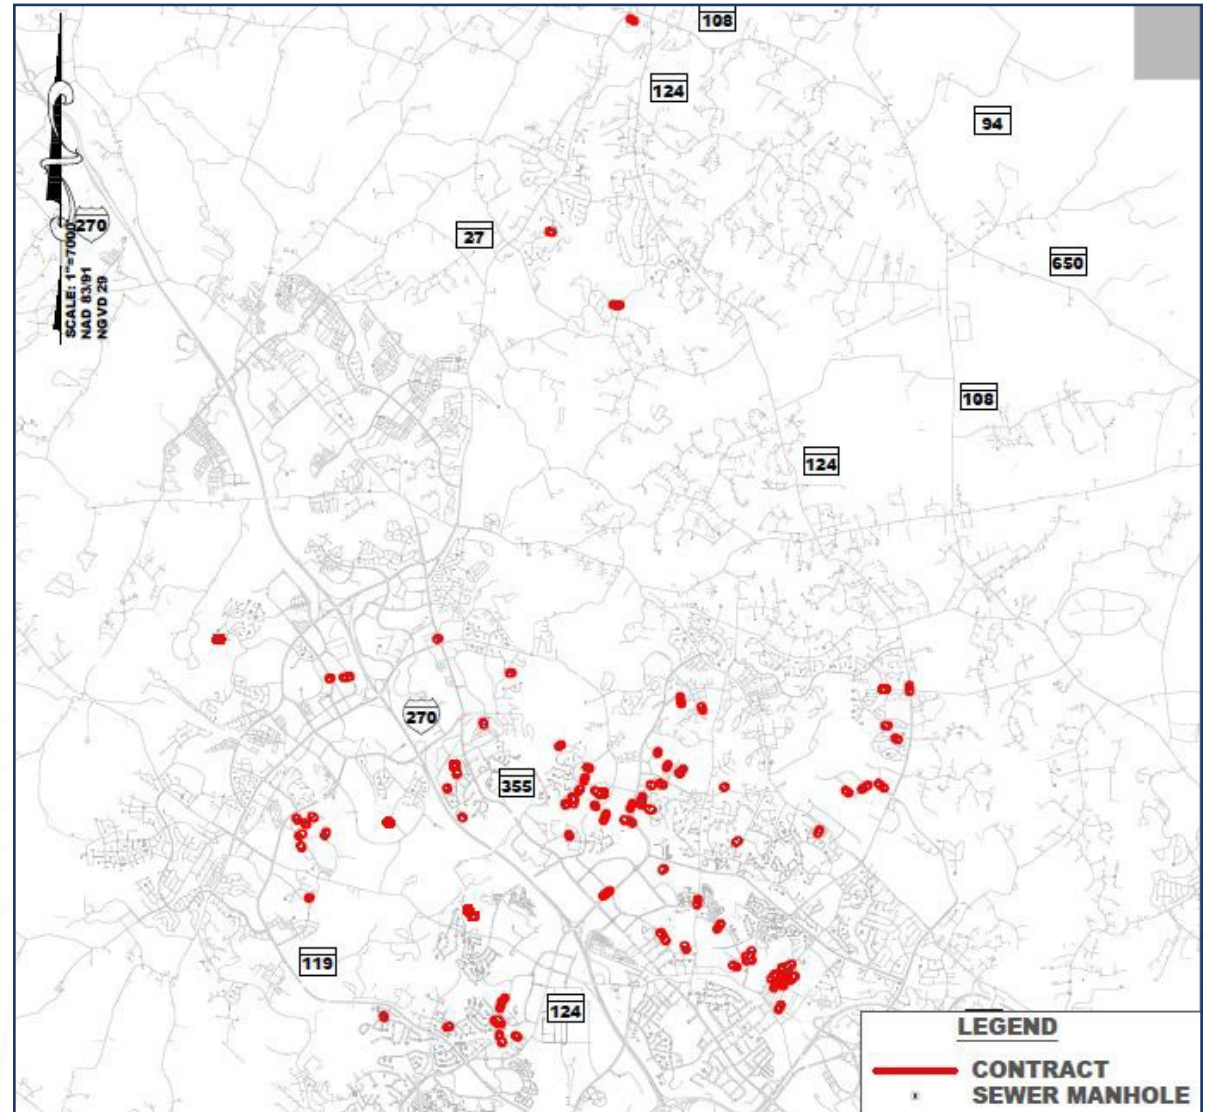 108
124
94
27
270
SCALE: 1"=7000
NAD 83/91
NGVD 29
650
108
124
270
355
119
124
LEGEND
CONTRACT
SEWER MANHOLE